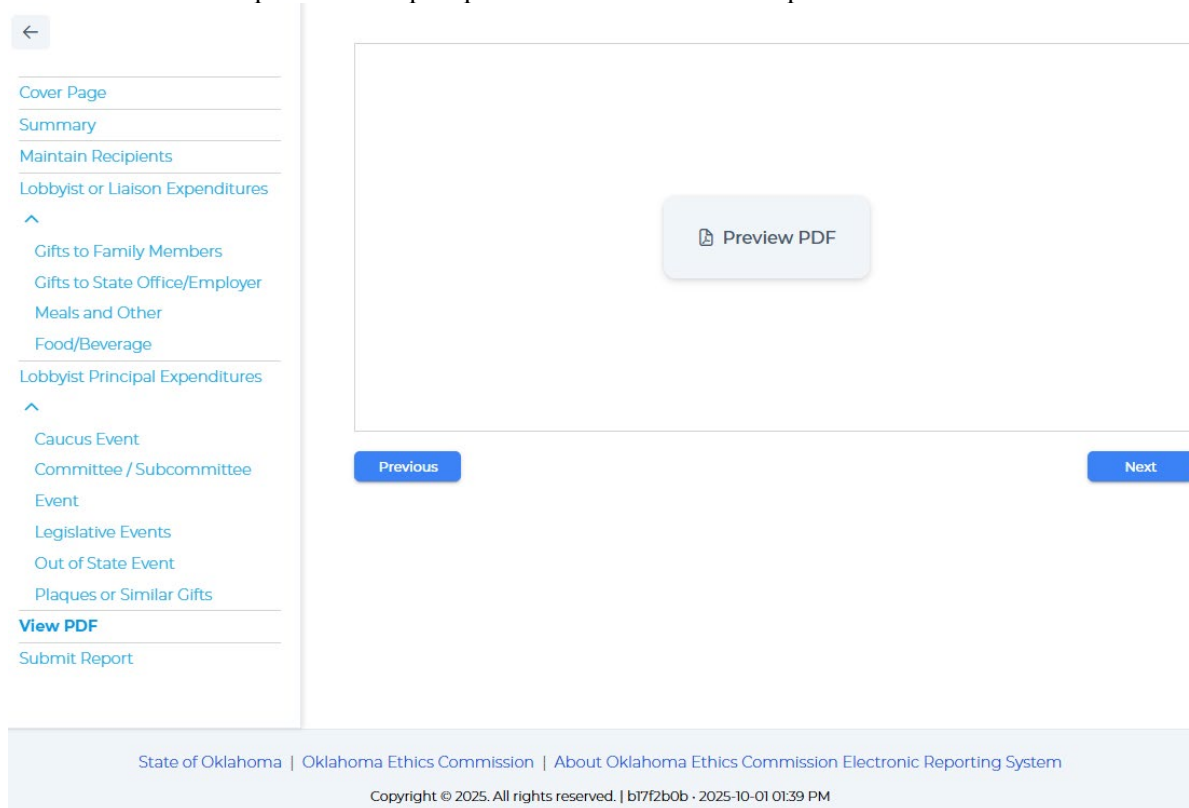 Cover Page
Summary
Maintain Recipients
Lobbyist or Liaison Expenditures
Gifts to Family Members
Gifts to State Office/Employer
Meals and Other
Food/Beverage
Lobbyist Principal Expenditures
Caucus Event
Committee / Subcommittee
Event
Legislative Events
Out of State Event
Plaques or Similar Gifts
View PDF
Submit Report
Preview PDF
Previous
Next
State of Oklahoma | Oklahoma Ethics Commission | About Oklahoma Ethics Commission Electronic Reporting System
Copyright © 2025. All rights reserved. | b17f2b0b · 2025-10-01 01:39 PM